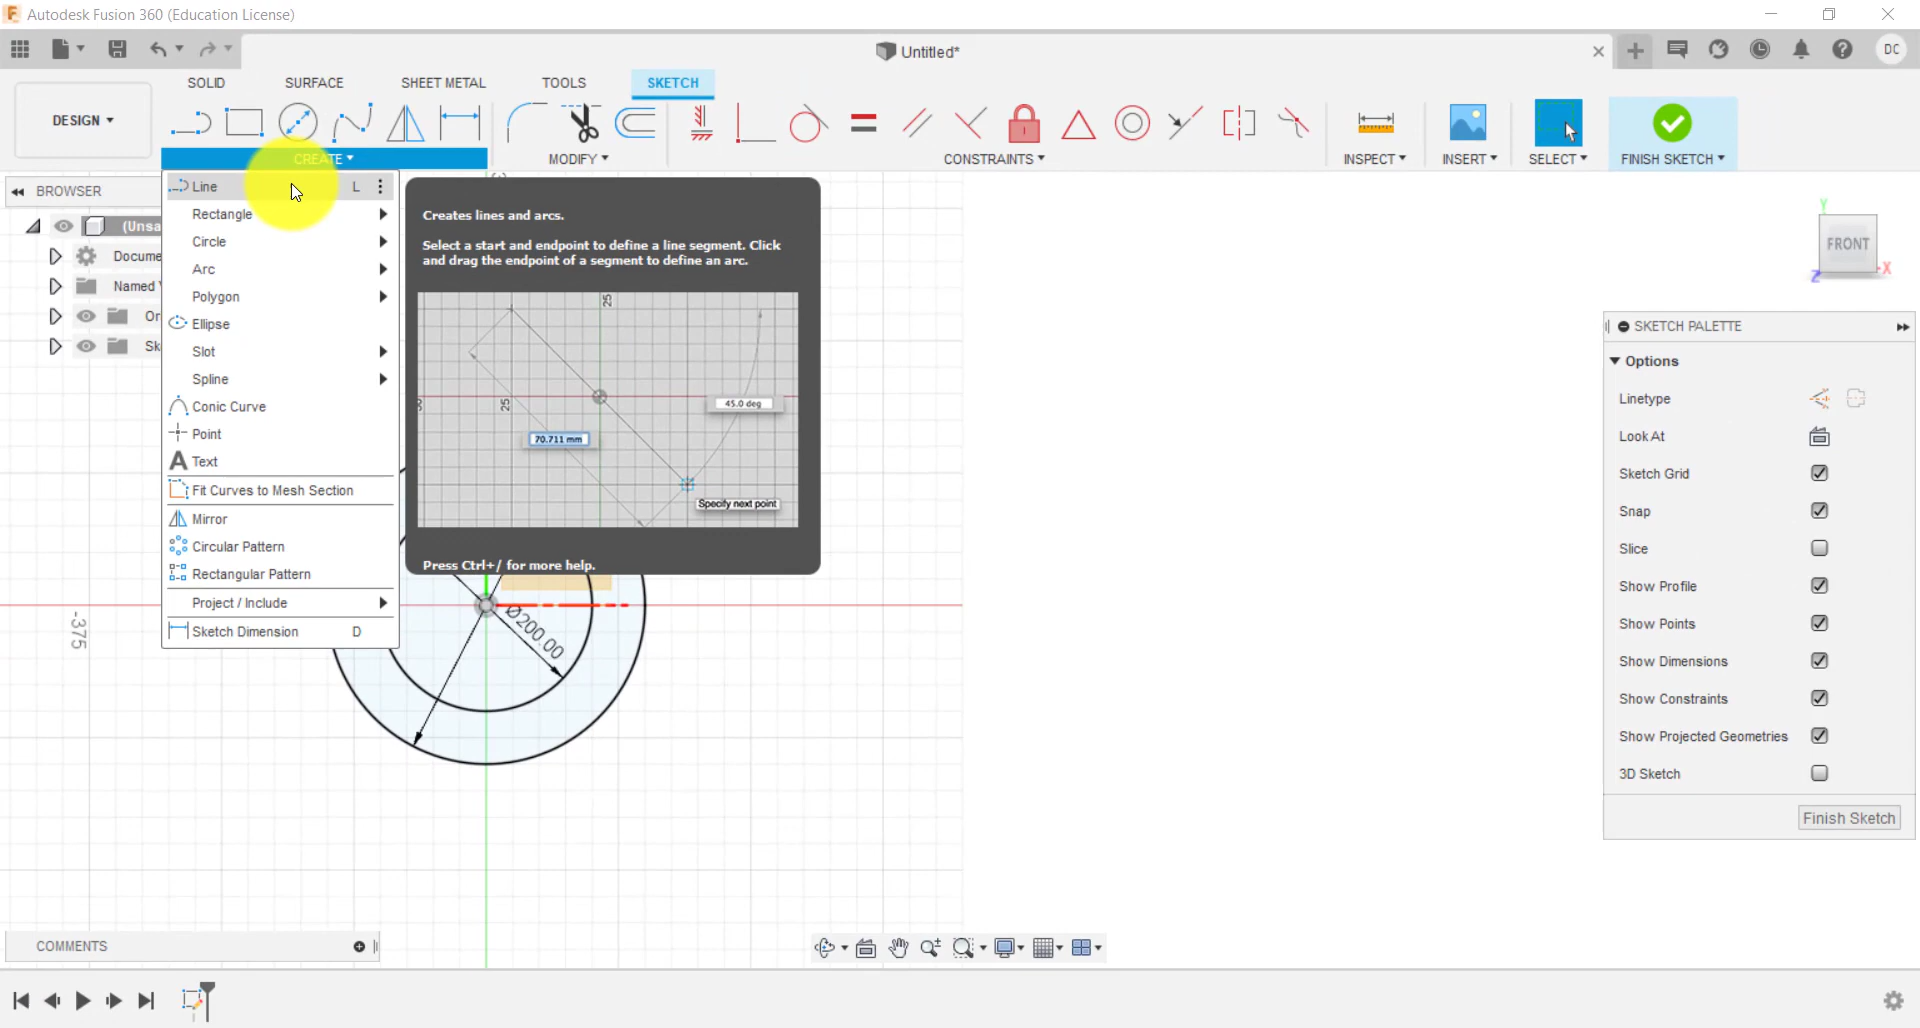 Autodesk Fusion 360 (Education License)
Untitled*
DC
SOLID
SURFACE
SHEET METAL
TOOLS
SKETCH
DESIGN
CREATE
MODIFY
CONSTRAINTS
INSPECT
INSERT
SELECT
FINISH SKETCH
BROWSER
(Unsa
Docume
Named
Or
Sk
Line L
Rectangle
Circle
Arc
Polygon
Ellipse
Slot
Spline
Conic Curve
Point
A Text
Fit Curves to Mesh Section
Mirror
Circular Pattern
Rectangular Pattern
Project / Include
Sketch Dimension D
Creates lines and arcs.
Select a start and endpoint to define a line segment. Click
and drag the endpoint of a segment to define an arc.
25
25
45.0 deg
70.711 mm
Specify next point
Press Ctrl+/ for more help.
-375
Ø200.00
Y
FRONT
X
Z
SKETCH PALETTE
Options
Linetype
Look At
Sketch Grid
Snap
Slice
Show Profile
Show Points
Show Dimensions
Show Constraints
Show Projected Geometries
3D Sketch
Finish Sketch
COMMENTS